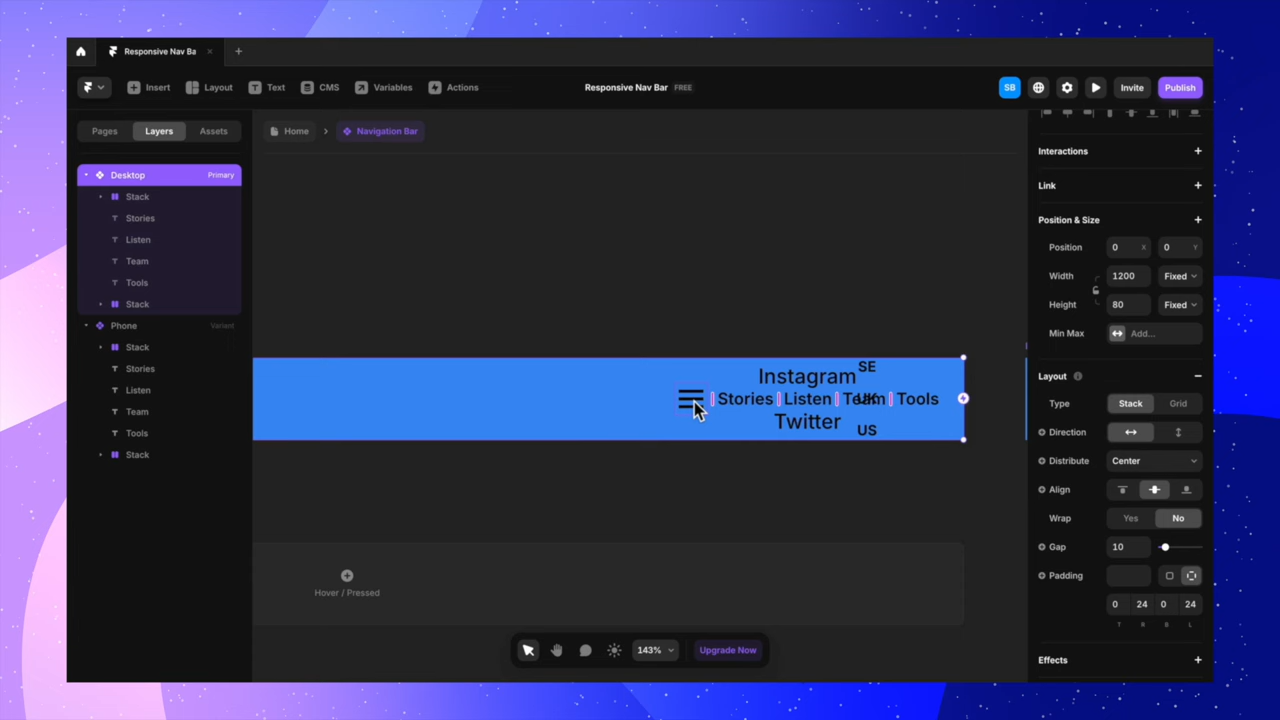 Responsive Nav Ba
Insert
Layout
Text
CMS
Variables
Actions
Responsive Nav Bar FREE
SB
Invite
Publish
Pages
Layers
Assets
Home
Navigation Bar
Desktop Primary
Stack
Stories
Listen
Team
Tools
Stack
Phone Variant
Stack
Stories
Listen
Team
Tools
Stack
Instagram
SE
Stories
Listen
Team
UK
Tools
Twitter
US
Hover / Pressed
143%
Upgrade Now
Interactions
Link
Position & Size
Position 0 X 0 Y
Width 1200 Fixed
Height 80 Fixed
Min Max Add...
Layout
Type Stack Grid
Direction
Distribute Center
Align
Wrap Yes No
Gap 10
Padding
0 24 0 24
T R B L
Effects